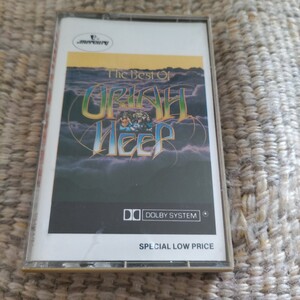 mercury
The Best Of
URIAH
HEEP
DOLBY SYSTEM ®
SPECIAL LOW PRICE